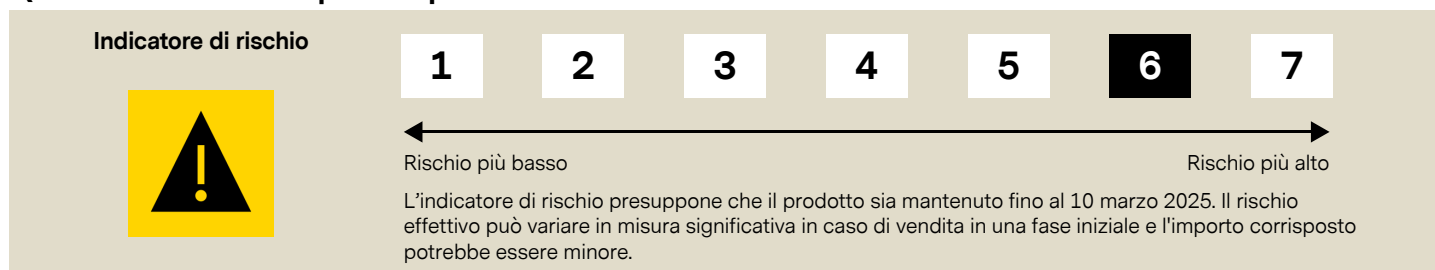 Indicatore di rischio
1 2 3 4 5 6 7
Rischio più basso Rischio più alto
L'indicatore di rischio presuppone che il prodotto sia mantenuto fino al 10 marzo 2025. Il rischio
effettivo può variare in misura significativa in caso di vendita in una fase iniziale e l'importo corrisposto
potrebbe essere minore.